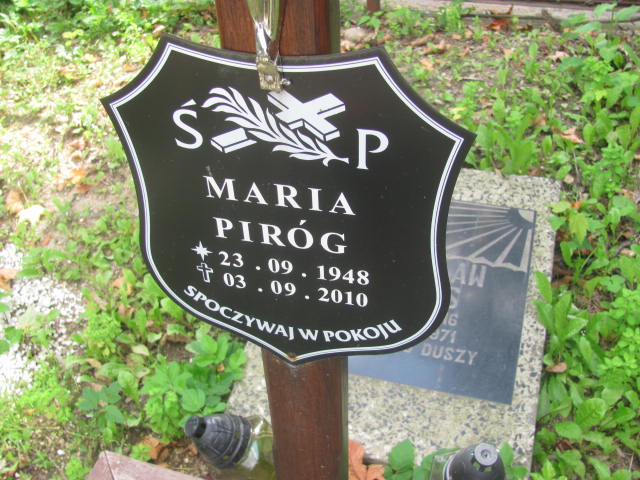 Ś P
MARIA
PIRÓG
23.09.1948
03.09.2010
SPOCZYWAJ W POKOJU
DUSZY